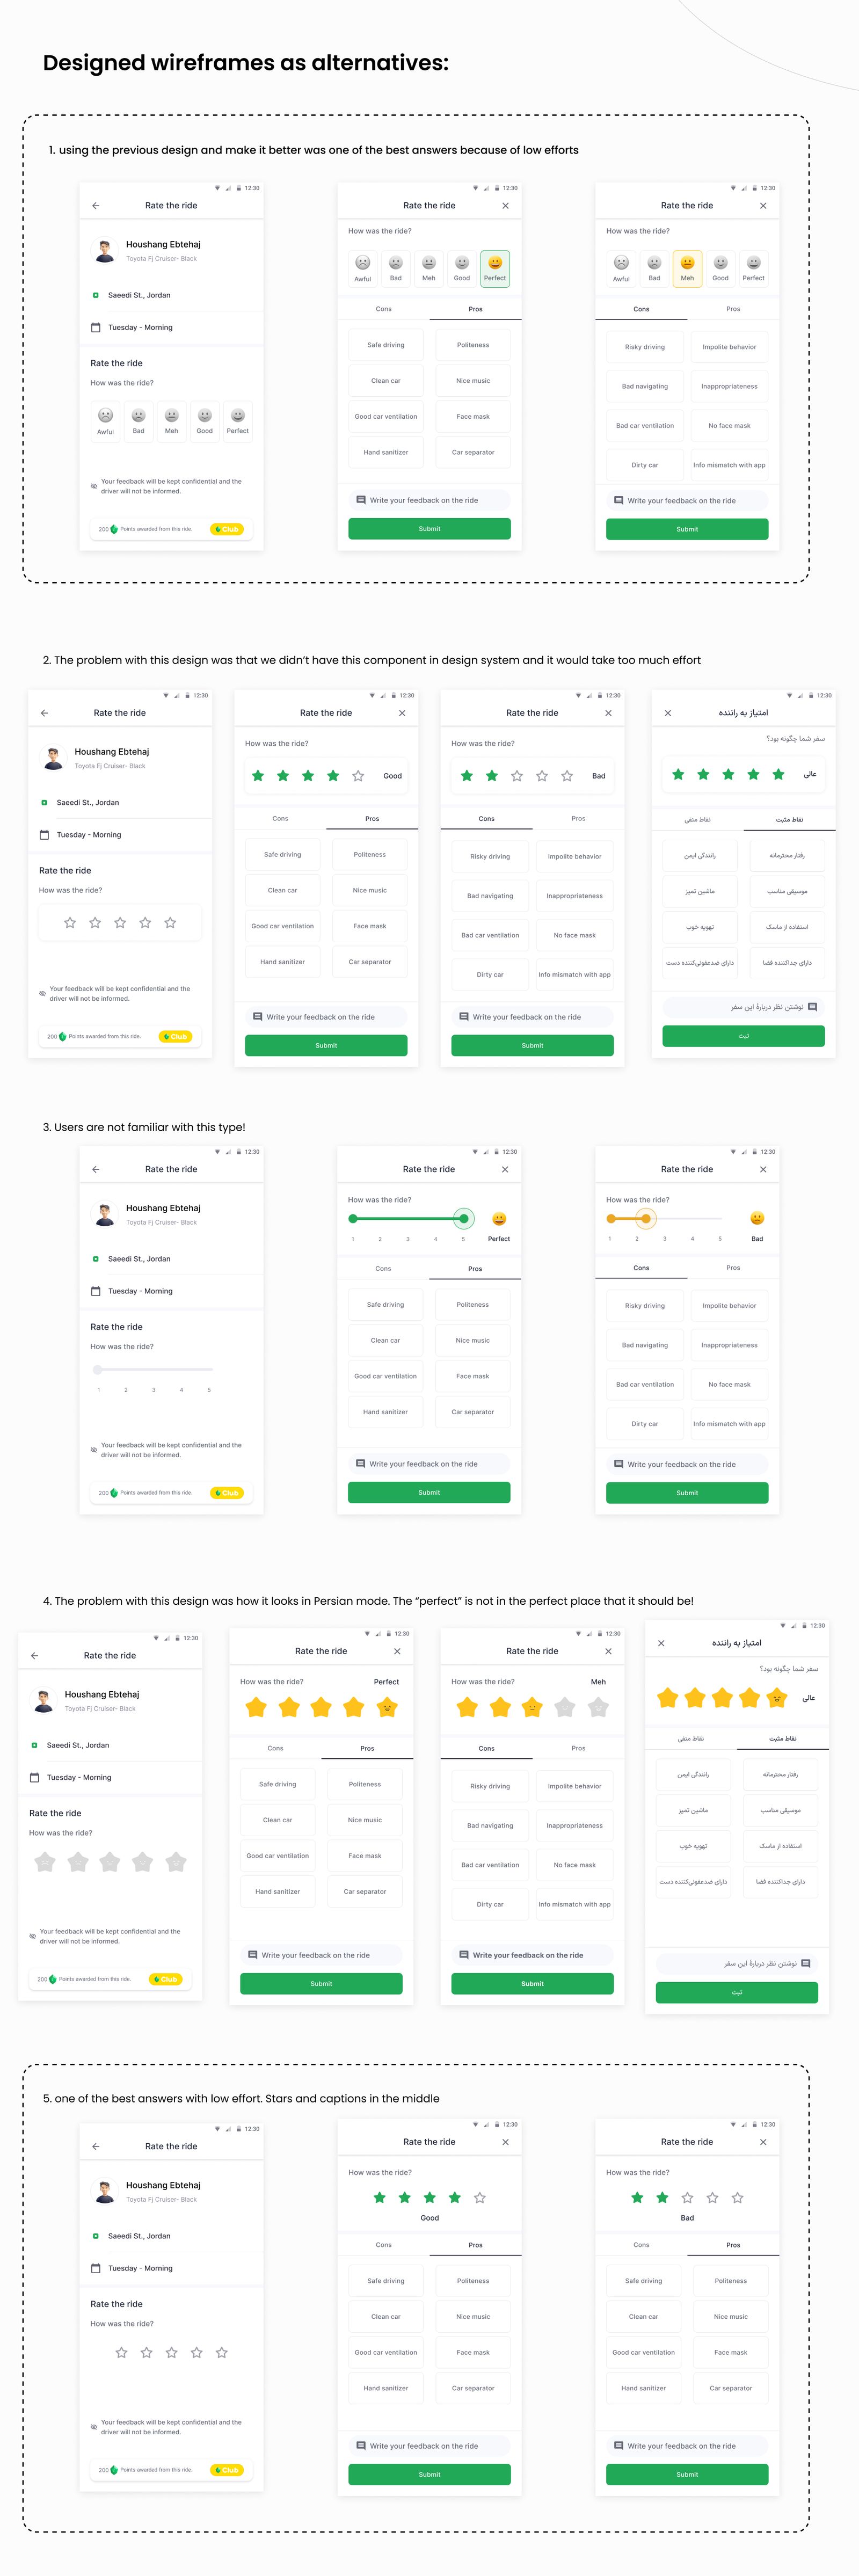 Designed wireframes as alternatives:
1. using the previous design and make it better was one of the best answers because of low efforts
12:30
Rate the ride
Houshang Ebtehaj
Toyota Fj Cruiser- Black
Saeedi St., Jordan
Tuesday - Morning
Rate the ride
How was the ride?
Awful Bad Meh Good Perfect
Your feedback will be kept confidential and the
driver will not be informed.
200 Points awarded from this ride. Club
12:30
Rate the ride
How was the ride?
Awful Bad Meh Good Perfect
Cons Pros
Safe driving Politeness
Clean car Nice music
Good car ventilation Face mask
Hand sanitizer Car separator
Write your feedback on the ride
Submit
12:30
Rate the ride
How was the ride?
Awful Bad Meh Good Perfect
Cons Pros
Risky driving Impolite behavior
Bad navigating Inappropriateness
Bad car ventilation No face mask
Dirty car Info mismatch with app
Write your feedback on the ride
Submit
2. The problem with this design was that we didn’t have this component in design system and it would take too much effort
12:30
Rate the ride
Houshang Ebtehaj
Toyota Fj Cruiser- Black
Saeedi St., Jordan
Tuesday - Morning
Rate the ride
How was the ride?
Your feedback will be kept confidential and the
driver will not be informed.
200 Points awarded from this ride. Club
12:30
Rate the ride
How was the ride?
Good
Cons Pros
Safe driving Politeness
Clean car Nice music
Good car ventilation Face mask
Hand sanitizer Car separator
Write your feedback on the ride
Submit
12:30
Rate the ride
How was the ride?
Bad
Cons Pros
Risky driving Impolite behavior
Bad navigating Inappropriateness
Bad car ventilation No face mask
Dirty car Info mismatch with app
Write your feedback on the ride
Submit
12:30
امتیاز به راننده
سفر شما چگونه بود؟
عالی
نقاط مثبت نقاط منفی
رفتار محترمانه رانندگی ایمن
موسیقی مناسب ماشین تمیز
استفاده از ماسک تهویه خوب
دارای جداکننده فضا دارای ضدعفونی‌کننده دست
نوشتن نظر دربارهٔ این سفر
ثبت
3. Users are not familiar with this type!
12:30
Rate the ride
Houshang Ebtehaj
Toyota Fj Cruiser- Black
Saeedi St., Jordan
Tuesday - Morning
Rate the ride
How was the ride?
1 2 3 4 5
Your feedback will be kept confidential and the
driver will not be informed.
200 Points awarded from this ride. Club
12:30
Rate the ride
How was the ride?
1 2 3 4 5 Perfect
Cons Pros
Safe driving Politeness
Clean car Nice music
Good car ventilation Face mask
Hand sanitizer Car separator
Write your feedback on the ride
Submit
12:30
Rate the ride
How was the ride?
1 2 3 4 5 Bad
Cons Pros
Risky driving Impolite behavior
Bad navigating Inappropriateness
Bad car ventilation No face mask
Dirty car Info mismatch with app
Write your feedback on the ride
Submit
4. The problem with this design was how it looks in Persian mode. The “perfect” is not in the perfect place that it should be!
12:30
Rate the ride
Houshang Ebtehaj
Toyota Fj Cruiser- Black
Saeedi St., Jordan
Tuesday - Morning
Rate the ride
How was the ride?
Your feedback will be kept confidential and the
driver will not be informed.
200 Points awarded from this ride. Club
12:30
Rate the ride
How was the ride? Perfect
Cons Pros
Safe driving Politeness
Clean car Nice music
Good car ventilation Face mask
Hand sanitizer Car separator
Write your feedback on the ride
Submit
12:30
Rate the ride
How was the ride? Meh
Cons Pros
Risky driving Impolite behavior
Bad navigating Inappropriateness
Bad car ventilation No face mask
Dirty car Info mismatch with app
Write your feedback on the ride
Submit
12:30
امتیاز به راننده
سفر شما چگونه بود؟
عالی
نقاط مثبت نقاط منفی
رفتار محترمانه رانندگی ایمن
موسیقی مناسب ماشین تمیز
استفاده از ماسک تهویه خوب
دارای جداکننده فضا دارای ضدعفونی‌کننده دست
نوشتن نظر دربارهٔ این سفر
ثبت
5. one of the best answers with low effort. Stars and captions in the middle
12:30
Rate the ride
Houshang Ebtehaj
Toyota Fj Cruiser- Black
Saeedi St., Jordan
Tuesday - Morning
Rate the ride
How was the ride?
Your feedback will be kept confidential and the
driver will not be informed.
200 Points awarded from this ride. Club
12:30
Rate the ride
How was the ride?
Good
Cons Pros
Safe driving Politeness
Clean car Nice music
Good car ventilation Face mask
Hand sanitizer Car separator
Write your feedback on the ride
Submit
12:30
Rate the ride
How was the ride?
Bad
Cons Pros
Safe driving Politeness
Clean car Nice music
Good car ventilation Face mask
Hand sanitizer Car separator
Write your feedback on the ride
Submit